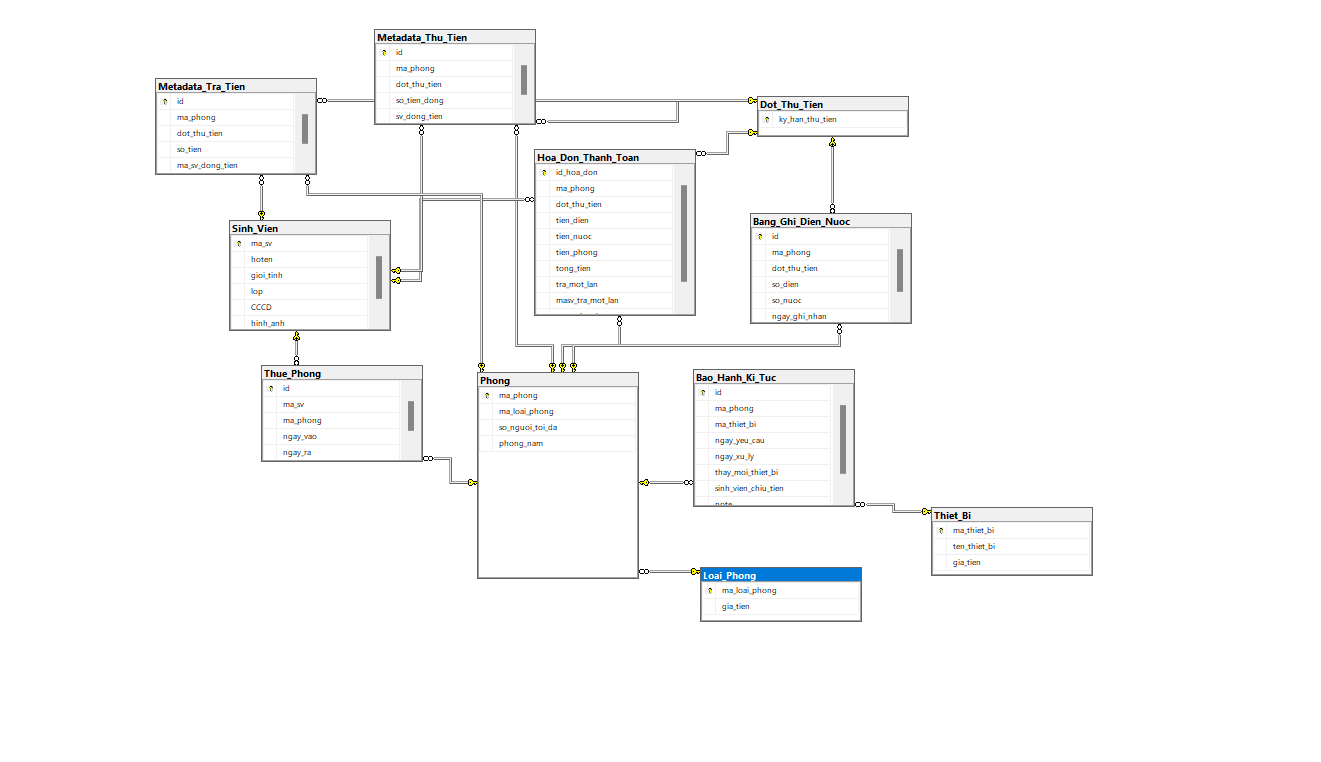 Metadata_Thu_Tien
id
ma_phong
dot_thu_tien
so_tien_dong
sv_dong_tien
Metadata_Tra_Tien
id
ma_phong
dot_thu_tien
so_tien
ma_sv_dong_tien
Dot_Thu_Tien
ky_han_thu_tien
Hoa_Don_Thanh_Toan
id_hoa_don
ma_phong
dot_thu_tien
tien_dien
tien_nuoc
tien_phong
tong_tien
tra_mot_lan
masv_tra_mot_lan
Sinh_Vien
ma_sv
hoten
gioi_tinh
lop
CCCD
hinh_anh
Bang_Ghi_Dien_Nuoc
id
ma_phong
dot_thu_tien
so_dien
so_nuoc
ngay_ghi_nhan
Thue_Phong
id
ma_sv
ma_phong
ngay_vao
ngay_ra
Phong
ma_phong
ma_loai_phong
so_nguoi_toi_da
phong_nam
Bao_Hanh_Ki_Tuc
id
ma_phong
ma_thiet_bi
ngay_yeu_cau
ngay_xu_ly
thay_moi_thiet_bi
sinh_vien_chiu_tien
note
Thiet_Bi
ma_thiet_bi
ten_thiet_bi
gia_tien
Loai_Phong
ma_loai_phong
gia_tien